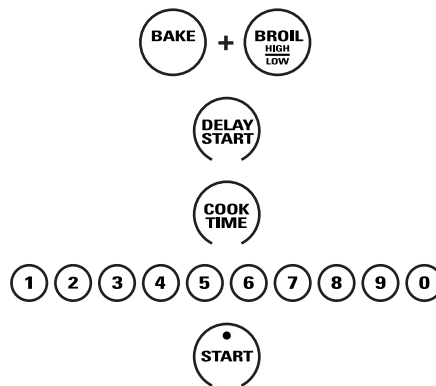 BAKE + BROIL
HIGH
LOW
DELAY
START
COOK
TIME
1 2 3 4 5 6 7 8 9 0
START